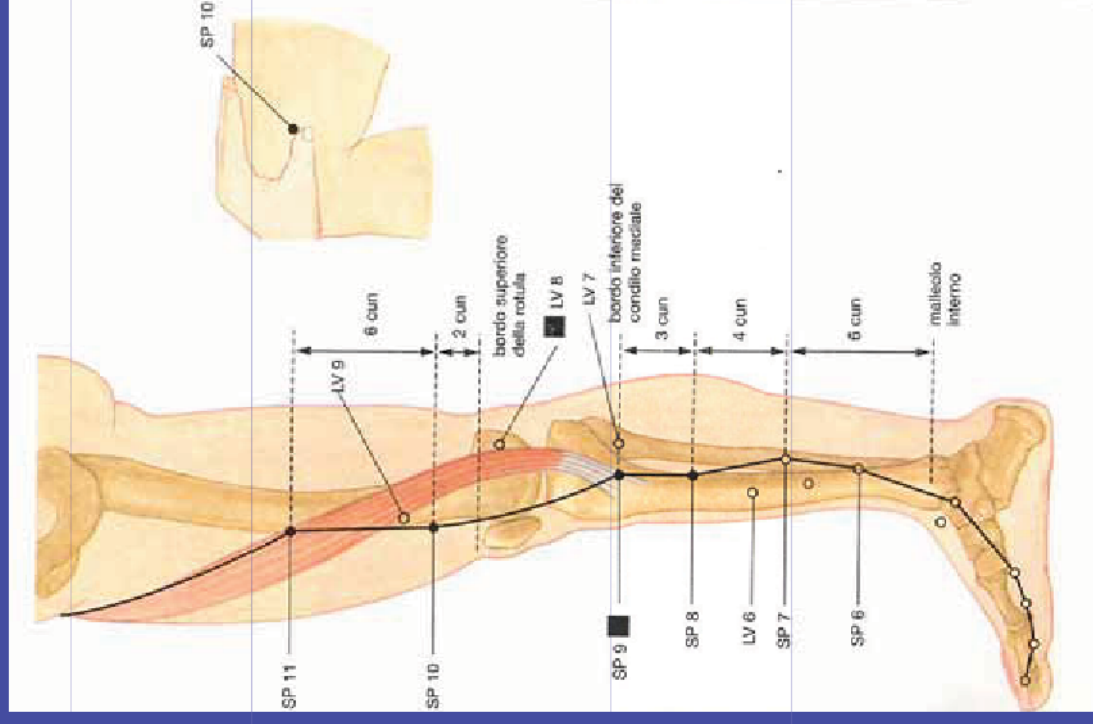 SP 10
6 cun
2 cun
bordo superiore
della rotula
LV 8
LV 7
bordo inferiore del
condilo mediale
3 cun
4 cun
6 cun
malleolo
interno
LV 9
SP 11
SP 10
SP 9
SP 8
LV 6
SP 7
SP 6